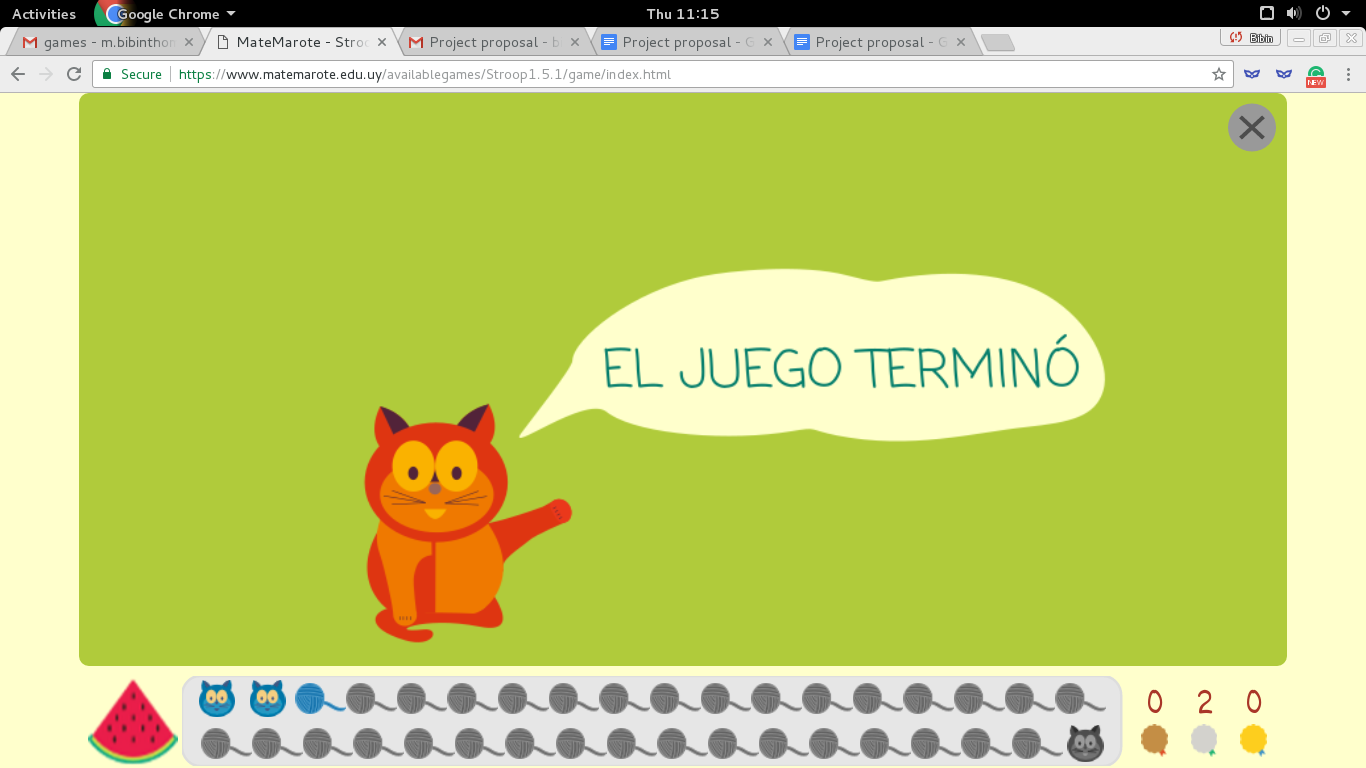 Activities Google Chrome Thu 11:15
games - m.bibinthon MateMarote - Stroo Project proposal - b Project proposal - G Project proposal - G Bibin
Secure https://www.matemarote.edu.uy/availablegames/Stroop1.5.1/game/index.html NEW
EL JUEGO TERMINÓ
0 2 0